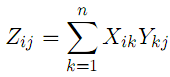 Z_{ij} = \sum_{k=1}^{n} X_{ik} Y_{kj}